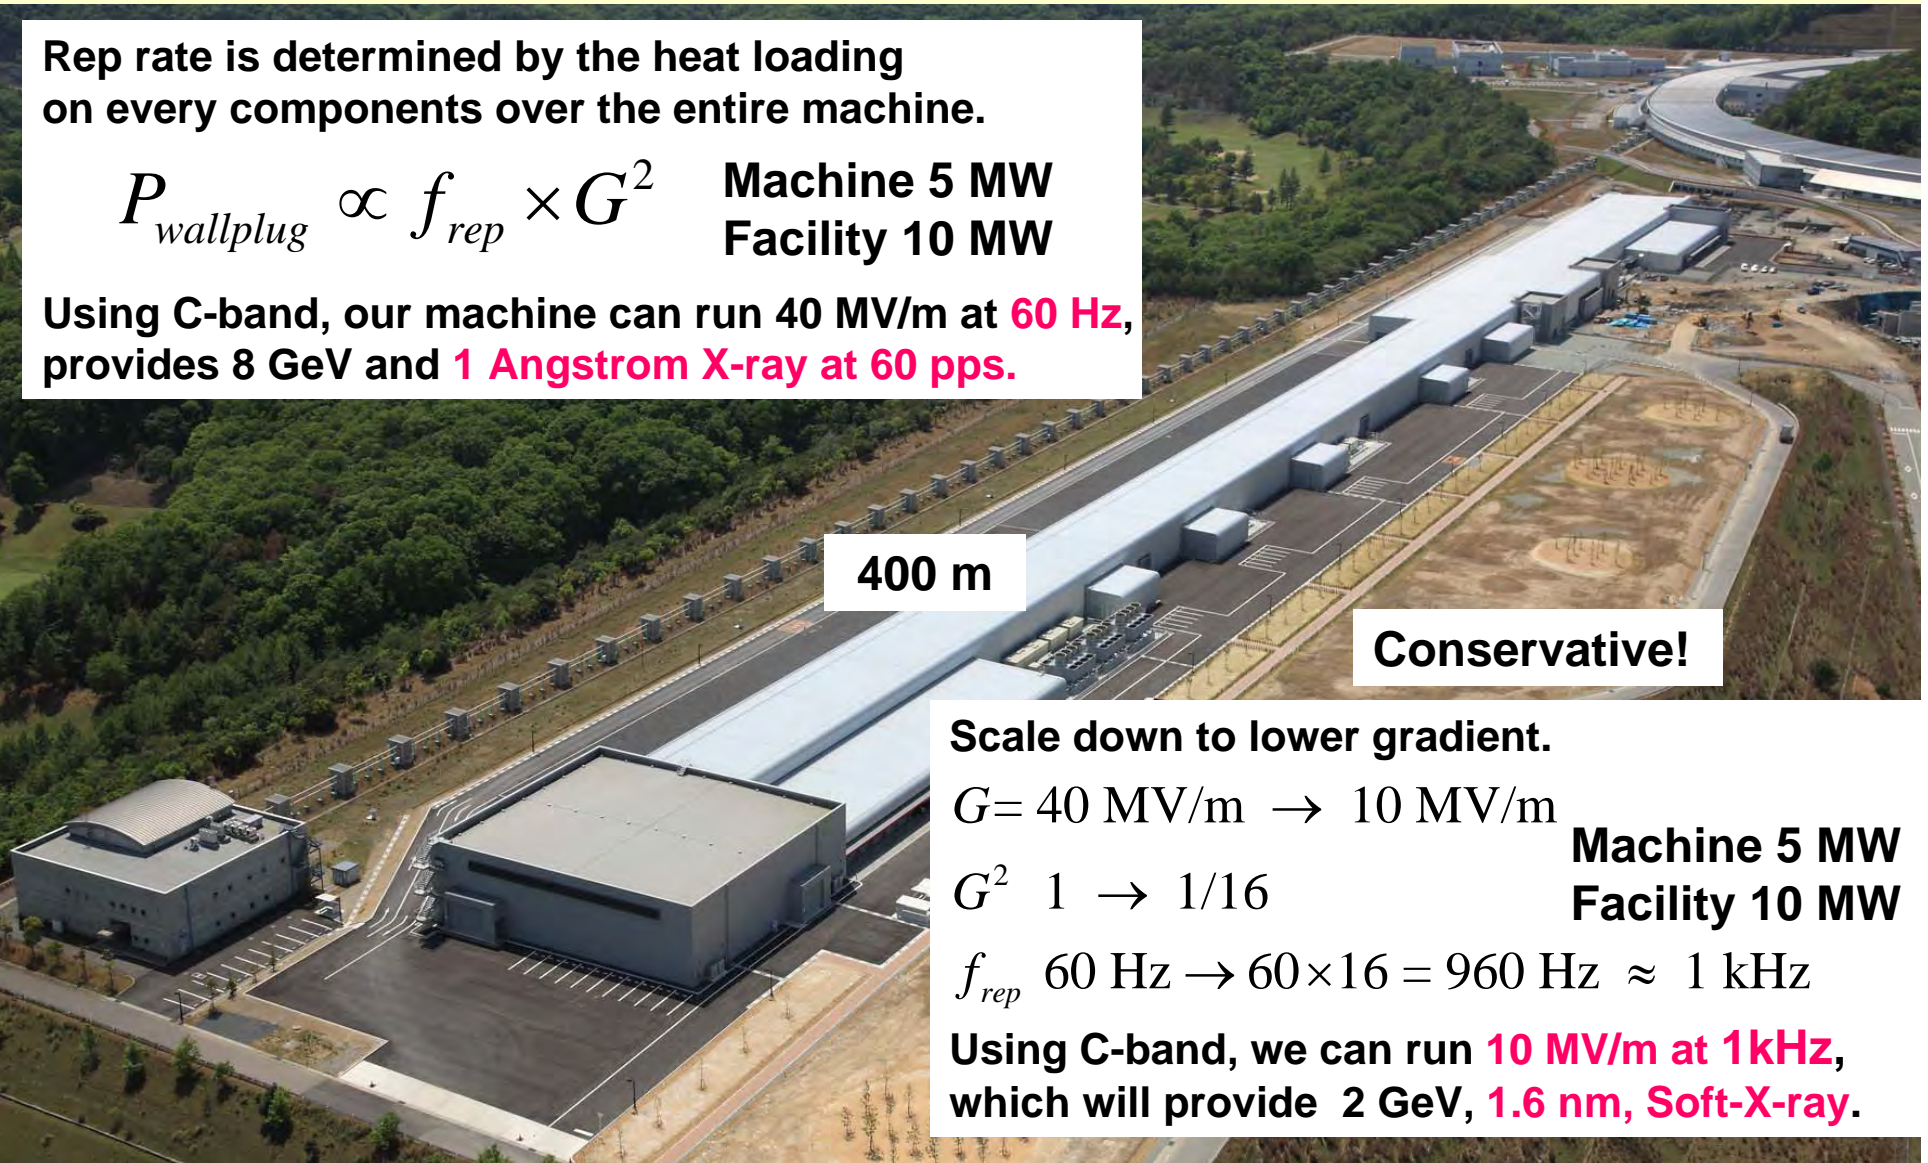 Rep rate is determined by the heat loading
on every components over the entire machine.
P_wallplug ∝ f_rep × G²
Machine 5 MW
Facility 10 MW
Using C-band, our machine can run 40 MV/m at 60 Hz,
provides 8 GeV and 1 Angstrom X-ray at 60 pps.
400 m
Conservative!
Scale down to lower gradient.
G= 40 MV/m → 10 MV/m
G² 1 → 1/16
Machine 5 MW
Facility 10 MW
f_rep 60 Hz → 60×16 = 960 Hz ≈ 1 kHz
Using C-band, we can run 10 MV/m at 1kHz,
which will provide 2 GeV, 1.6 nm, Soft-X-ray.